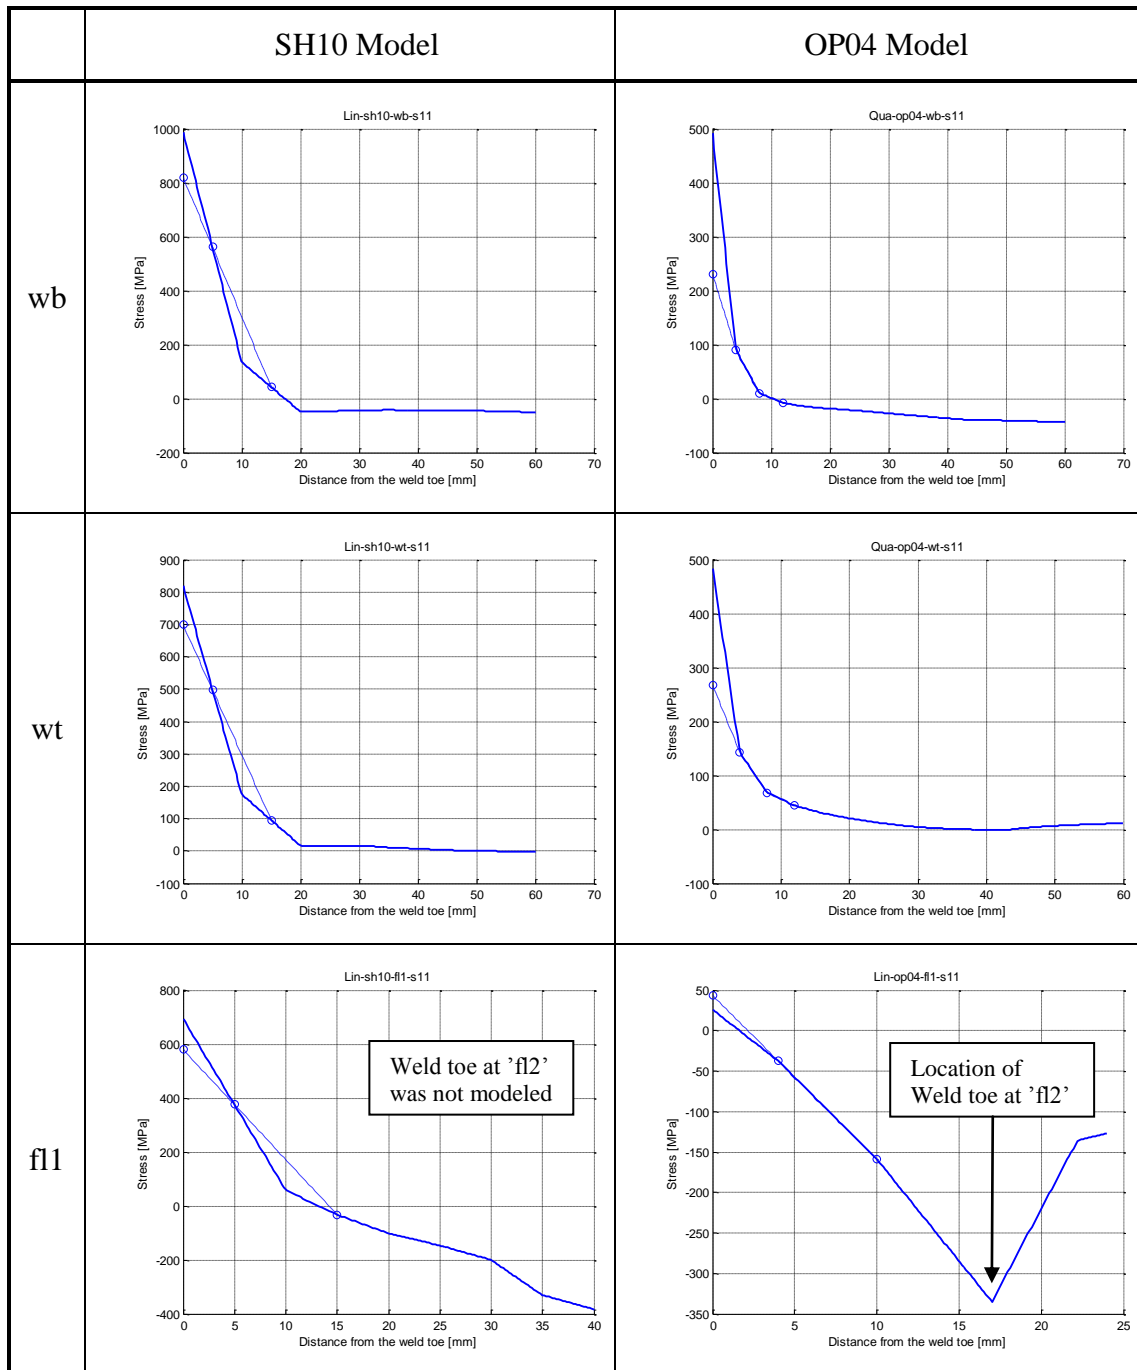 SH10 Model
OP04 Model
wb
Lin-sh10-wb-s11
1000
800
600
400
200
0
-200
0 10 20 30 40 50 60 70
Stress [MPa]
Distance from the weld toe [mm]
Qua-op04-wb-s11
500
400
300
200
100
0
-100
0 10 20 30 40 50 60 70
Stress [MPa]
Distance from the weld toe [mm]
wt
Lin-sh10-wt-s11
900
800
700
600
500
400
300
200
100
0
-100
0 10 20 30 40 50 60 70
Stress [MPa]
Distance from the weld toe [mm]
Qua-op04-wt-s11
500
400
300
200
100
0
-100
0 10 20 30 40 50 60
Stress [MPa]
Distance from the weld toe [mm]
fl1
Lin-sh10-fl1-s11
800
600
400
200
0
-200
-400
0 5 10 15 20 25 30 35 40
Stress [MPa]
Distance from the weld toe [mm]
Weld toe at ’fl2’
was not modeled
Lin-op04-fl1-s11
50
0
-50
-100
-150
-200
-250
-300
-350
0 5 10 15 20 25
Stress [MPa]
Distance from the weld toe [mm]
Location of
Weld toe at ’fl2’